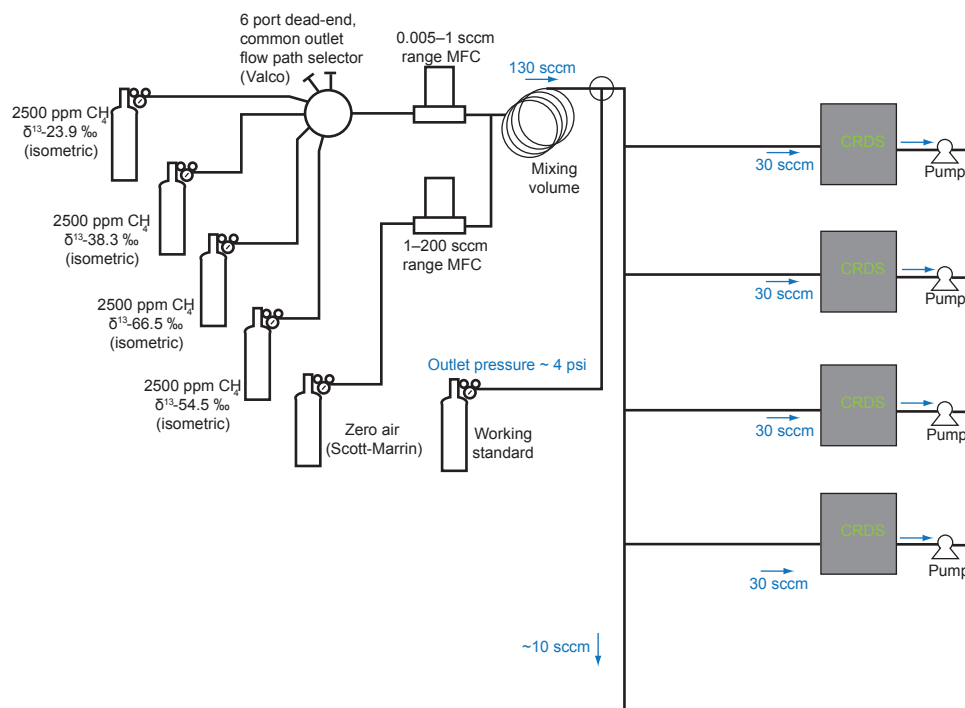 6 port dead-end,
common outlet
flow path selector
(Valco)
0.005–1 sccm
range MFC
130 sccm
2500 ppm CH4
δ¹³-23.9 ‰
(isometric)
2500 ppm CH4
δ¹³-38.3 ‰
(isometric)
2500 ppm CH4
δ¹³-66.5 ‰
(isometric)
2500 ppm CH4
δ¹³-54.5 ‰
(isometric)
Mixing
volume
1–200 sccm
range MFC
Outlet pressure ~ 4 psi
Zero air
(Scott-Marrin)
Working
standard
CRDS
30 sccm
Pump
CRDS
30 sccm
Pump
CRDS
30 sccm
Pump
CRDS
30 sccm
Pump
~10 sccm